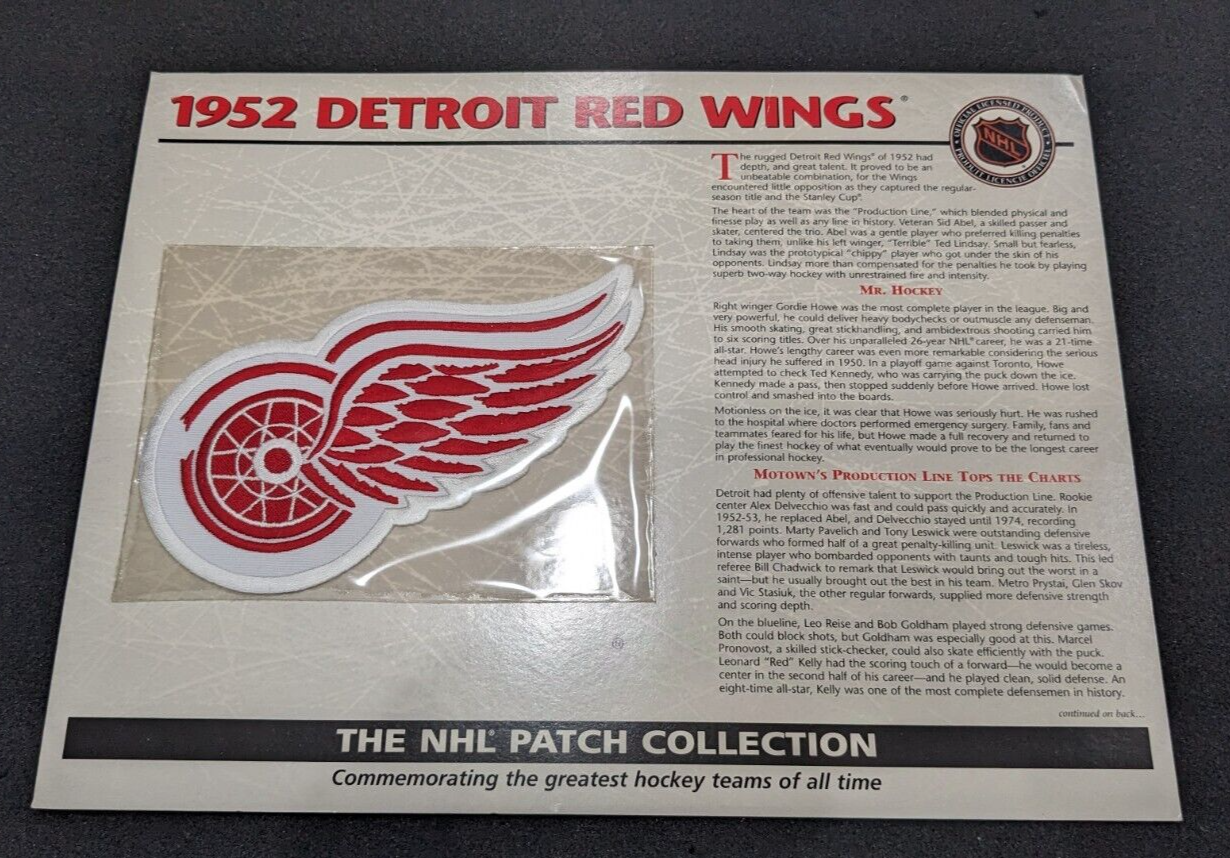 1952 DETROIT RED WINGS®
OFFICIAL LICENSED PRODUCT
NHL
PRODUIT LICENCIÉ OFFICIEL
The rugged Detroit Red Wings® of 1952 had
depth, and great talent. It proved to be an
unbeatable combination, for the Wings
encountered little opposition as they captured the regular-
season title and the Stanley Cup®.
The heart of the team was the "Production Line," which blended physical and
finesse play as well as any line in history. Veteran Sid Abel, a skilled passer and
skater, centered the trio. Abel was a gentle player who preferred killing penalties
to taking them, unlike his left winger, "Terrible" Ted Lindsay. Small but fearless,
Lindsay was the prototypical "chippy" player who got under the skin of his
opponents. Lindsay more than compensated for the penalties he took by playing
superb two-way hockey with unrestrained fire and intensity.
MR. HOCKEY
Right winger Gordie Howe was the most complete player in the league. Big and
very powerful, he could deliver heavy bodychecks or outmuscle any defenseman.
His smooth skating, great stickhandling, and ambidextrous shooting carried him
to six scoring titles. Over his unparalleled 26-year NHL® career, he was a 21-time
all-star. Howe's lengthy career was even more remarkable considering the serious
head injury he suffered in 1950. In a playoff game against Toronto, Howe
attempted to check Ted Kennedy, who was carrying the puck down the ice.
Kennedy made a pass, then stopped suddenly before Howe arrived. Howe lost
control and smashed into the boards.
Motionless on the ice, it was clear that Howe was seriously hurt. He was rushed
to the hospital where doctors performed emergency surgery. Family, fans and
teammates feared for his life, but Howe made a full recovery and returned to
play the finest hockey of what eventually would prove to be the longest career
in professional hockey.
MOTOWN'S PRODUCTION LINE TOPS THE CHARTS
Detroit had plenty of offensive talent to support the Production Line. Rookie
center Alex Delvecchio was fast and could pass quickly and accurately. In
1952-53, he replaced Abel, and Delvecchio stayed until 1974, recording
1,281 points. Marty Pavelich and Tony Leswick were outstanding defensive
forwards who formed half of a great penalty-killing unit. Leswick was a tireless,
intense player who bombarded opponents with taunts and tough hits. This led
referee Bill Chadwick to remark that Leswick would bring out the worst in a
saint—but he usually brought out the best in his team. Metro Prystai, Glen Skov
and Vic Stasiuk, the other regular forwards, supplied more defensive strength
and scoring depth.
On the blueline, Leo Reise and Bob Goldham played strong defensive games.
Both could block shots, but Goldham was especially good at this. Marcel
Pronovost, a skilled stick-checker, could also skate efficiently with the puck.
Leonard "Red" Kelly had the scoring touch of a forward—he would become a
center in the second half of his career—and he played clean, solid defense. An
eight-time all-star, Kelly was one of the most complete defensemen in history.
continued on back...
THE NHL® PATCH COLLECTION
Commemorating the greatest hockey teams of all time